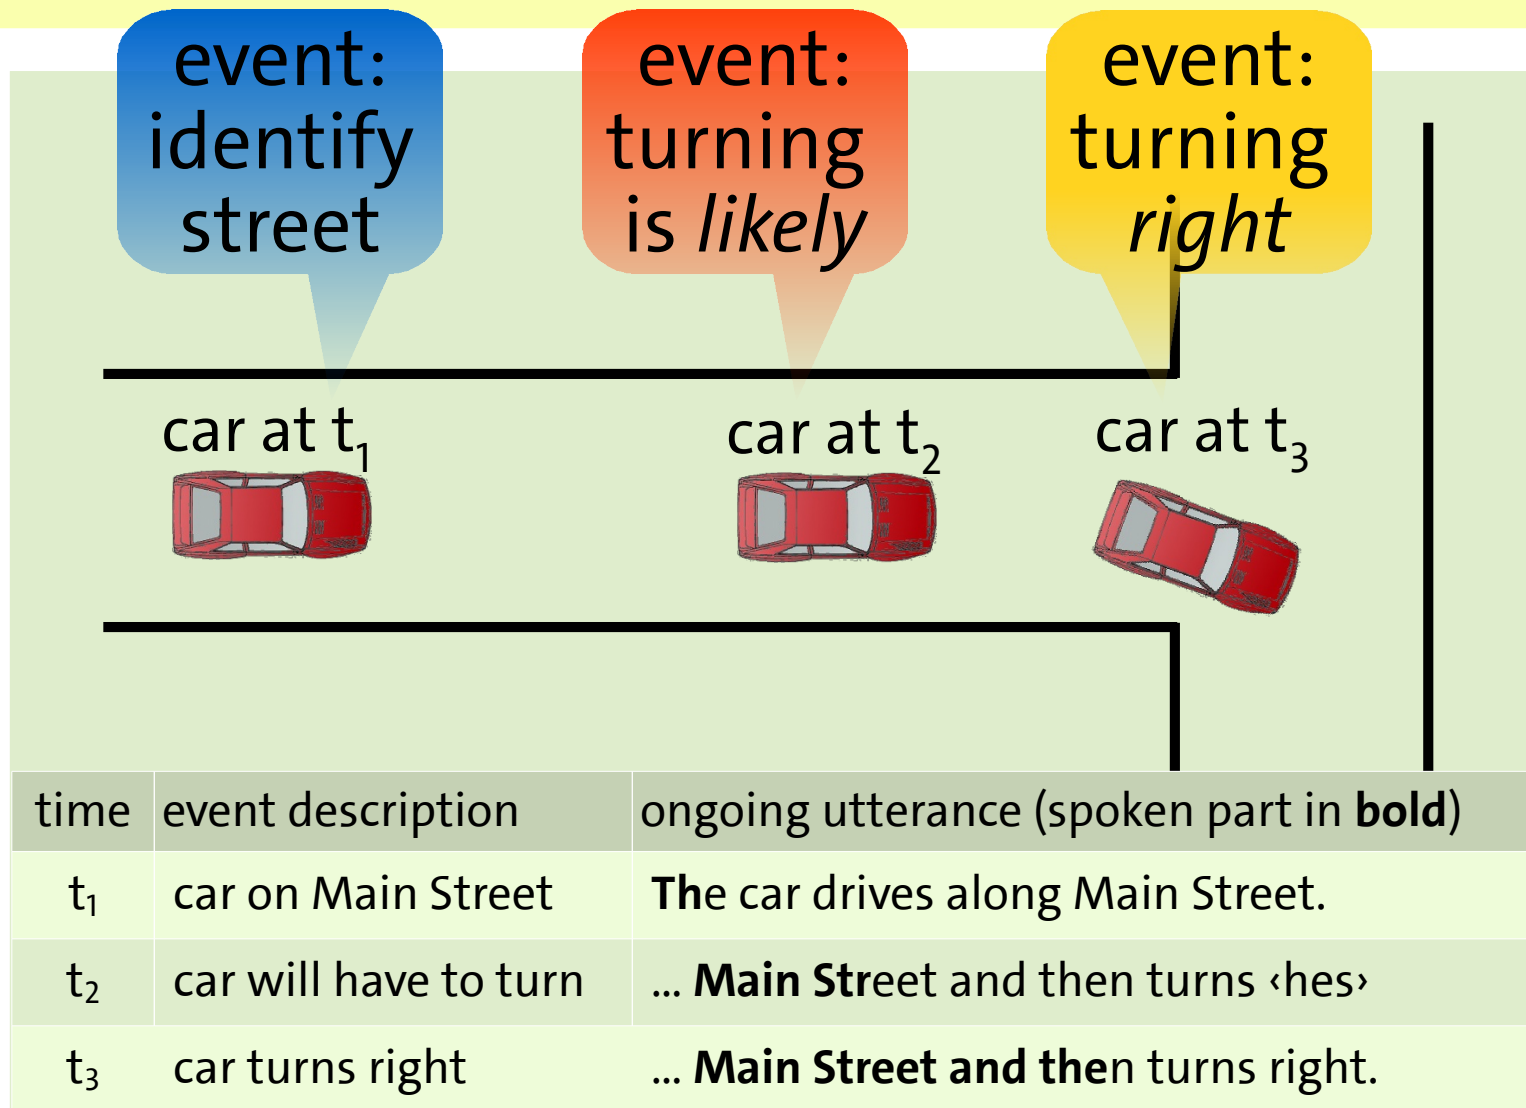 event:
identify
street
event:
turning
is likely
event:
turning
right
car at t₁
car at t₂
car at t₃
time event description ongoing utterance (spoken part in bold)
t₁ car on Main Street The car drives along Main Street.
t₂ car will have to turn ... Main Street and then turns ‹hes›
t₃ car turns right ... Main Street and then turns right.